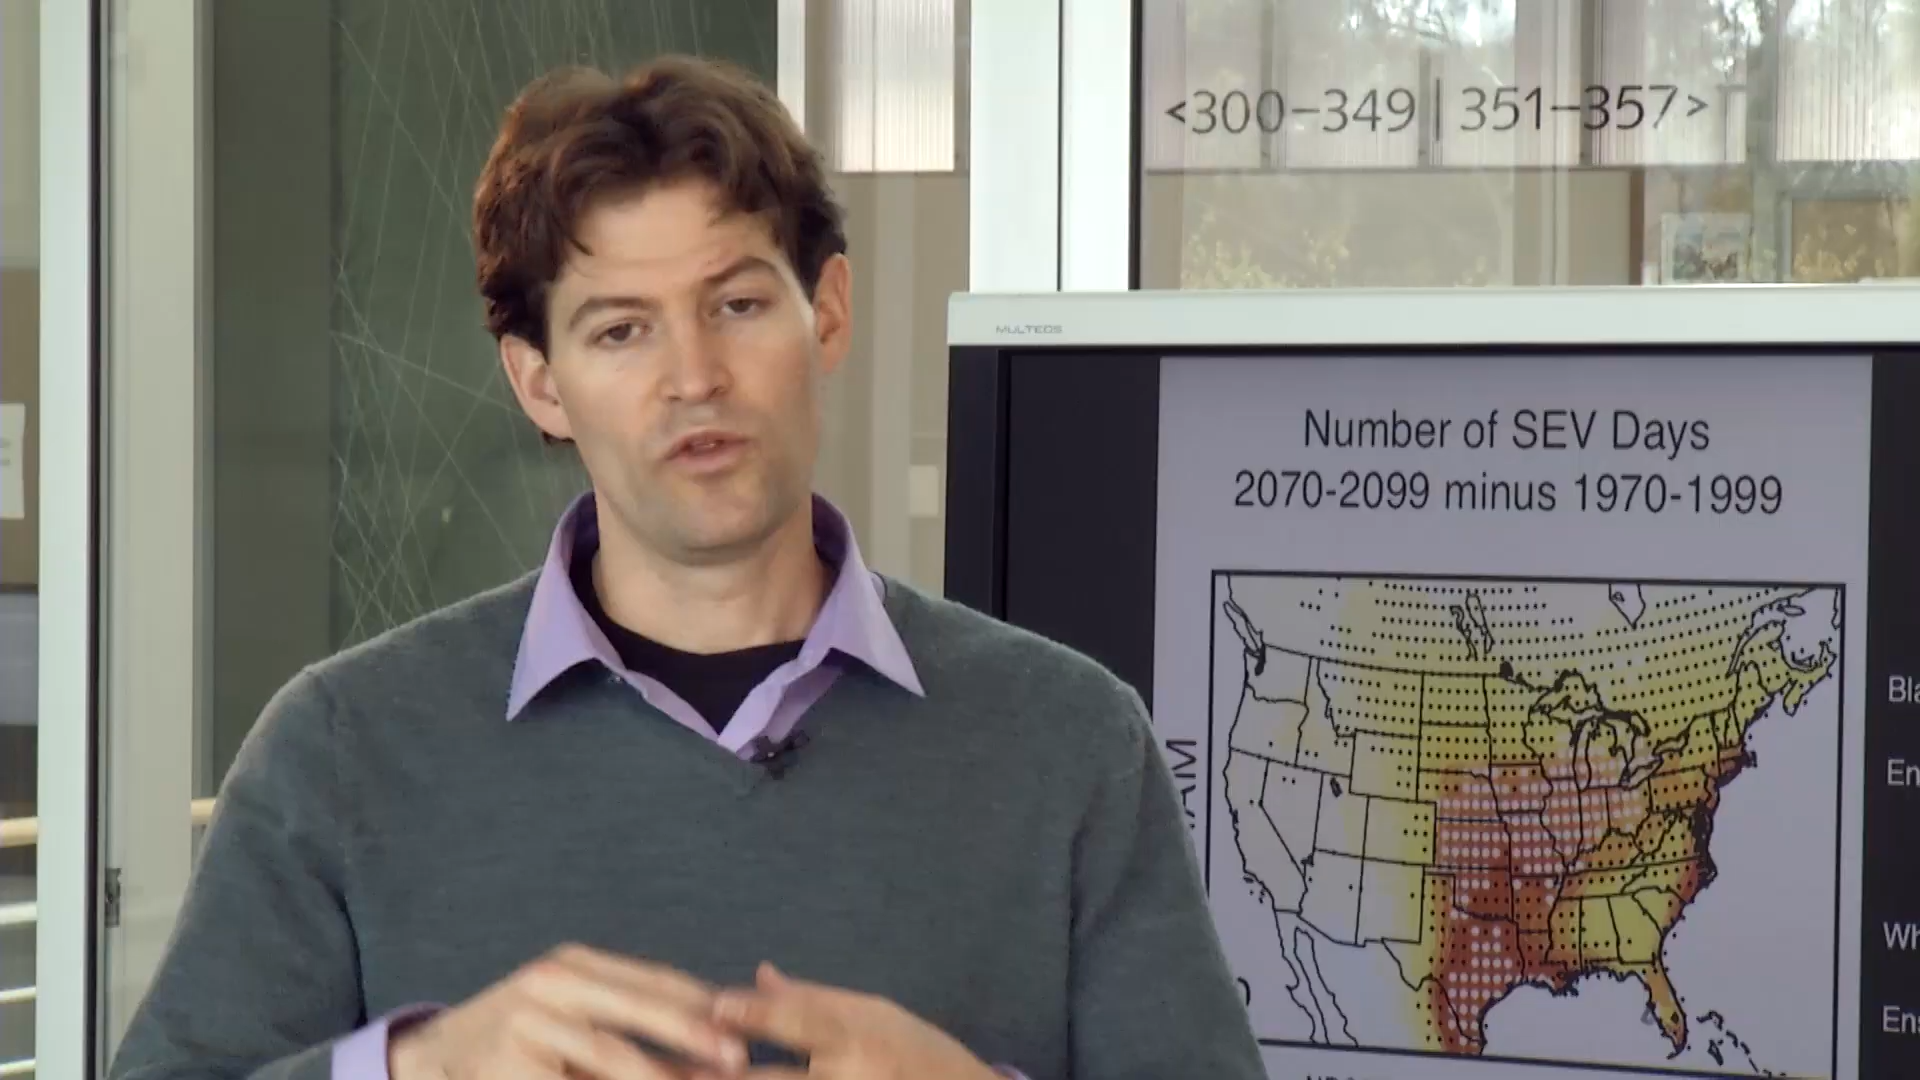 <300–349 | 351–357>
MULTEOS
Number of SEV Days
2070-2099 minus 1970-1999